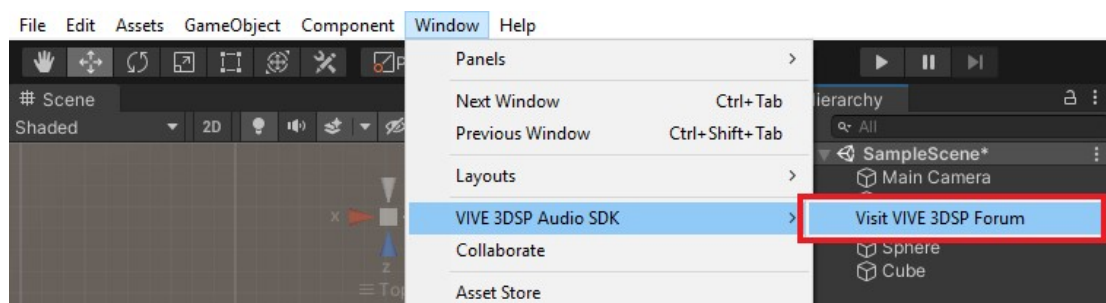 File Edit Assets GameObject Component Window Help
Panels
# Scene
Next Window Ctrl+Tab
ierarchy
Shaded 2D
Previous Window Ctrl+Shift+Tab
All
SampleScene*
Layouts
Main Camera
X
VIVE 3DSP Audio SDK
Visit VIVE 3DSP Forum
Collaborate
Sphere
Z
Cube
Top
Asset Store